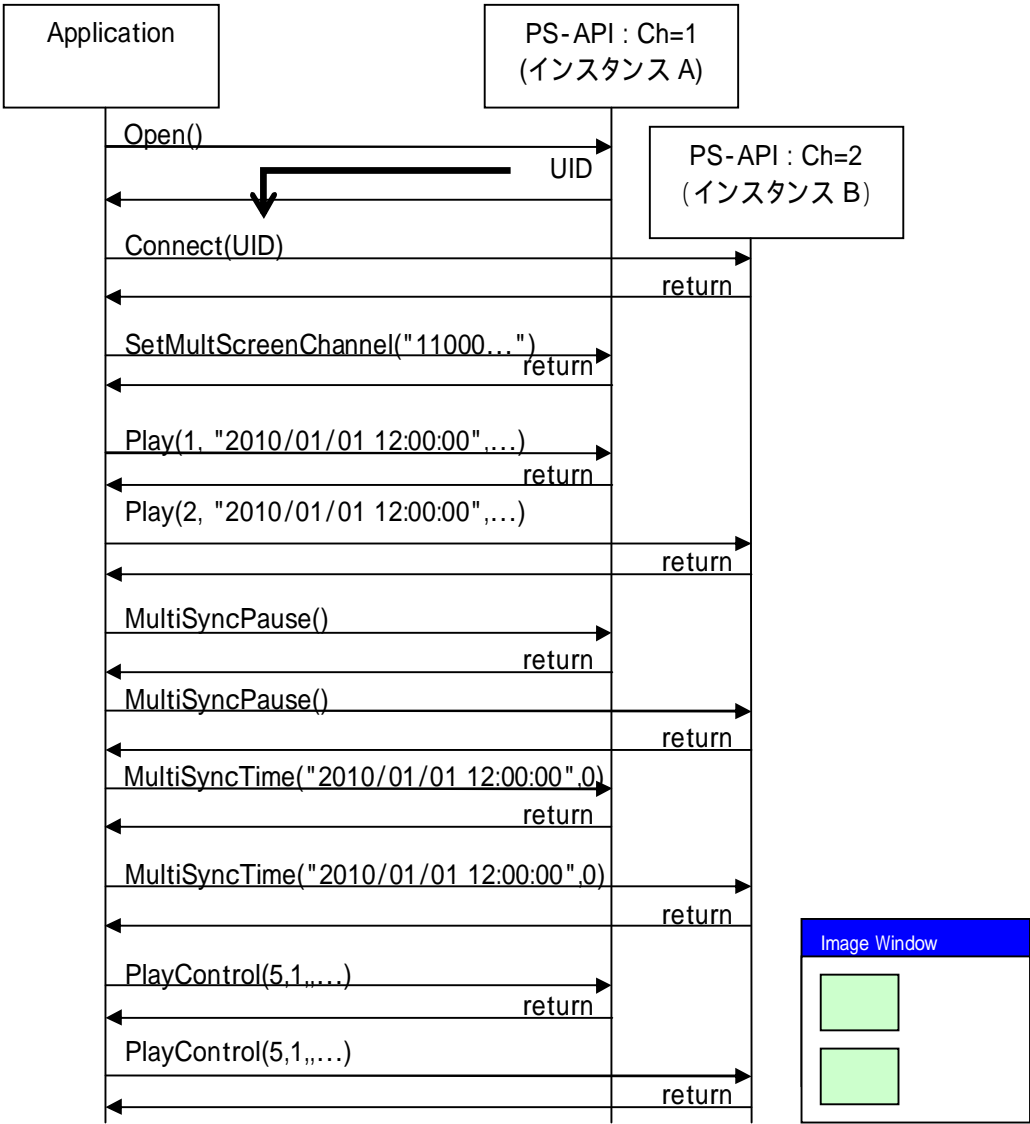 Application
PS-API : Ch=1
(インスタンス A)
Open()
PS-API : Ch=2
(インスタンス B)
UID
Connect(UID)
return
SetMultScreenChannel("11000...")
return
Play(1, "2010/01/01 12:00:00",...)
return
Play(2, "2010/01/01 12:00:00",...)
return
MultiSyncPause()
return
MultiSyncPause()
return
MultiSyncTime("2010/01/01 12:00:00",0)
return
MultiSyncTime("2010/01/01 12:00:00",0)
return
Image Window
PlayControl(5,1,,...)
return
PlayControl(5,1,,...)
return